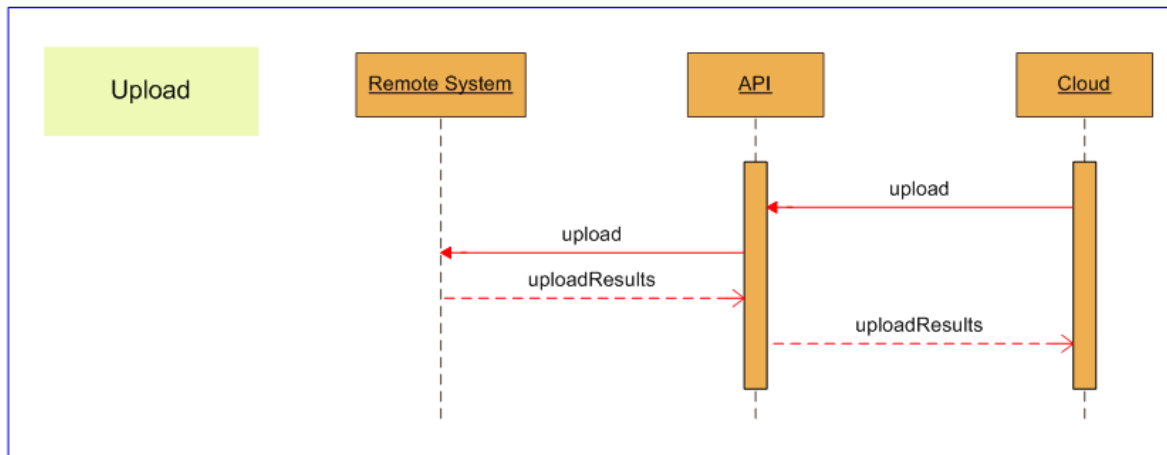 Upload
Remote System
API
Cloud
upload
upload
uploadResults
uploadResults